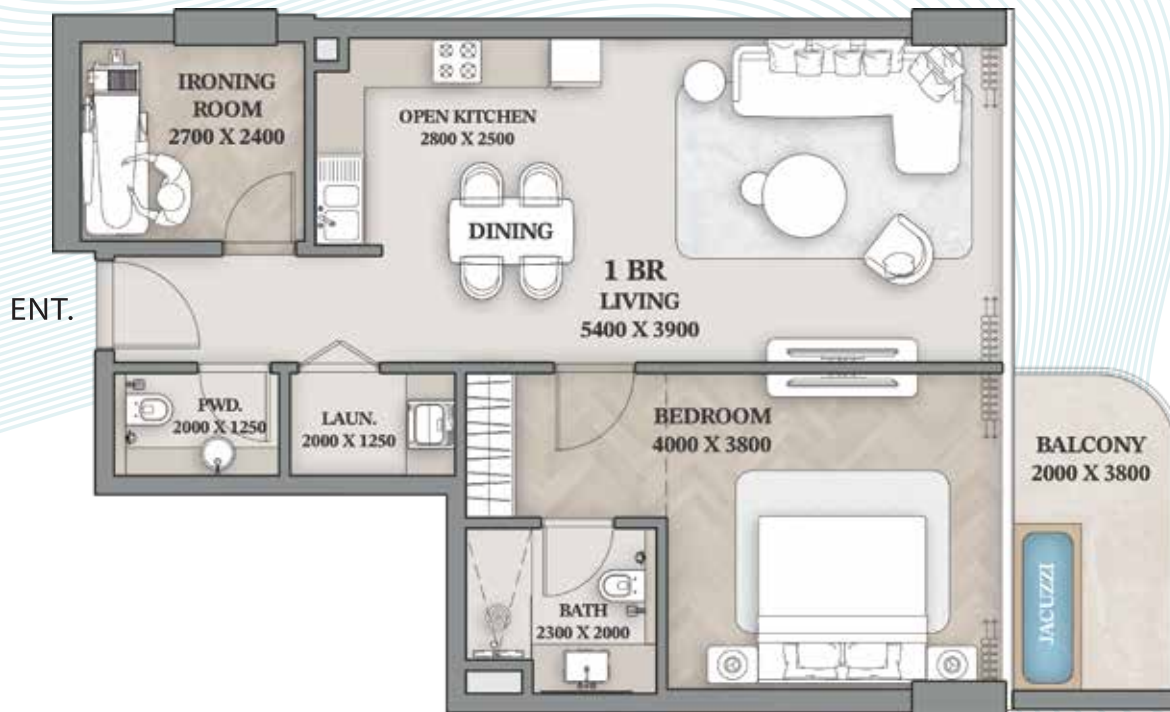 IRONING
ROOM
2700 X 2400
OPEN KITCHEN
2800 X 2500
DINING
ENT.
1 BR
LIVING
5400 X 3900
PWD.
2000 X 1250
LAUN.
2000 X 1250
BEDROOM
4000 X 3800
BALCONY
2000 X 3800
BATH
2300 X 2000
JACUZZI